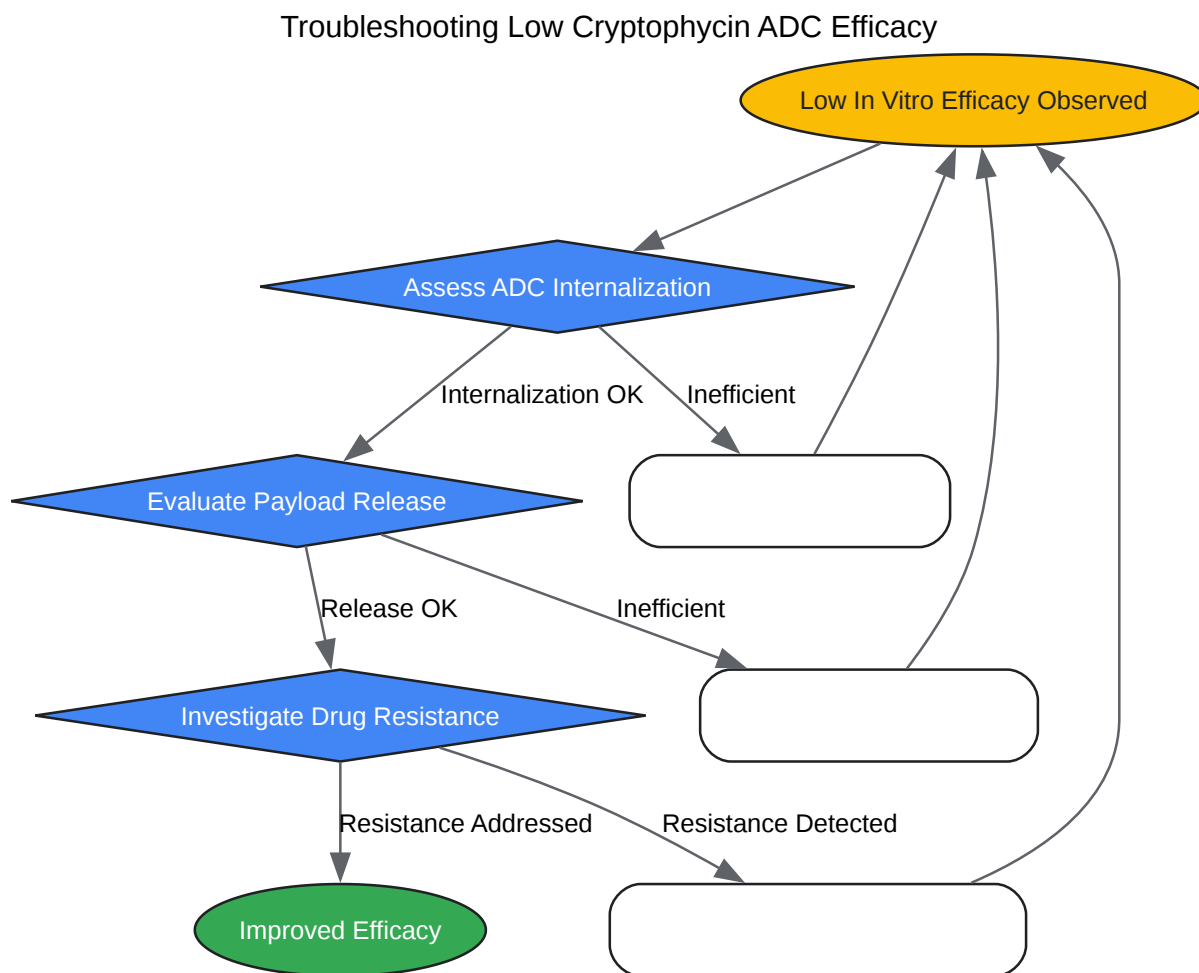 Troubleshooting Low Cryptophycin ADC Efficacy
Low In Vitro Efficacy Observed
Assess ADC Internalization
Internalization OK
Inefficient
Evaluate Payload Release
Release OK
Inefficient
Investigate Drug Resistance
Resistance Addressed
Resistance Detected
Improved Efficacy